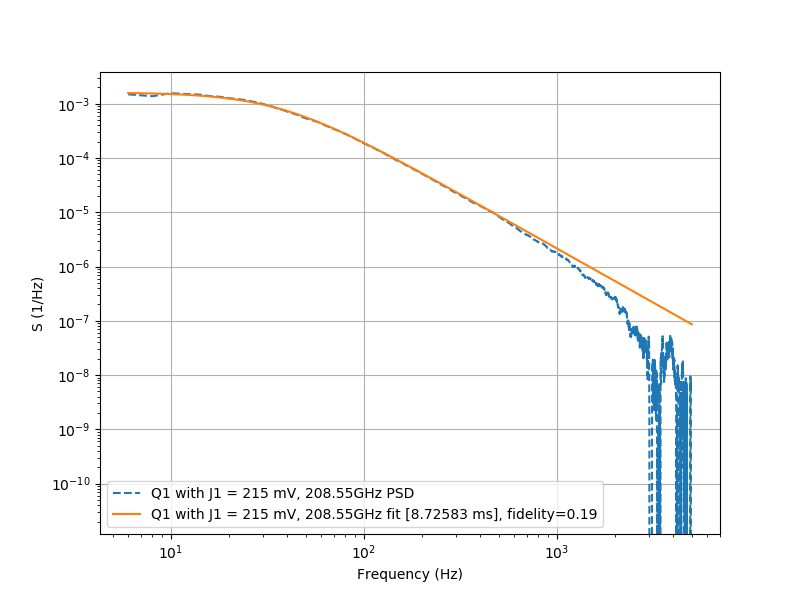 10⁻³
10⁻⁴
10⁻⁵
10⁻⁶
10⁻⁷
10⁻⁸
10⁻⁹
10⁻¹⁰
S (1/Hz)
Q1 with J1 = 215 mV, 208.55GHz PSD
Q1 with J1 = 215 mV, 208.55GHz fit [8.72583 ms], fidelity=0.19
10¹ 10² 10³
Frequency (Hz)